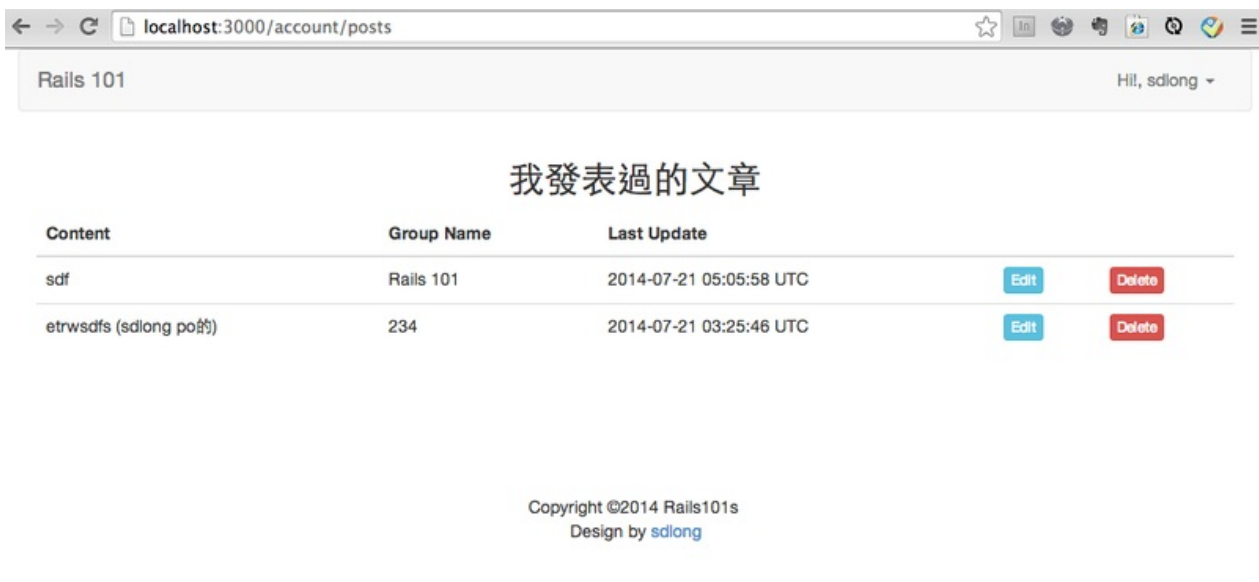 localhost:3000/account/posts
Rails 101
Hi!, sdlong
我發表過的文章
Content Group Name Last Update
sdf Rails 101 2014-07-21 05:05:58 UTC Edit Delete
etrwsdfs (sdlong po的) 234 2014-07-21 03:25:46 UTC Edit Delete
Copyright ©2014 Rails101s
Design by sdlong